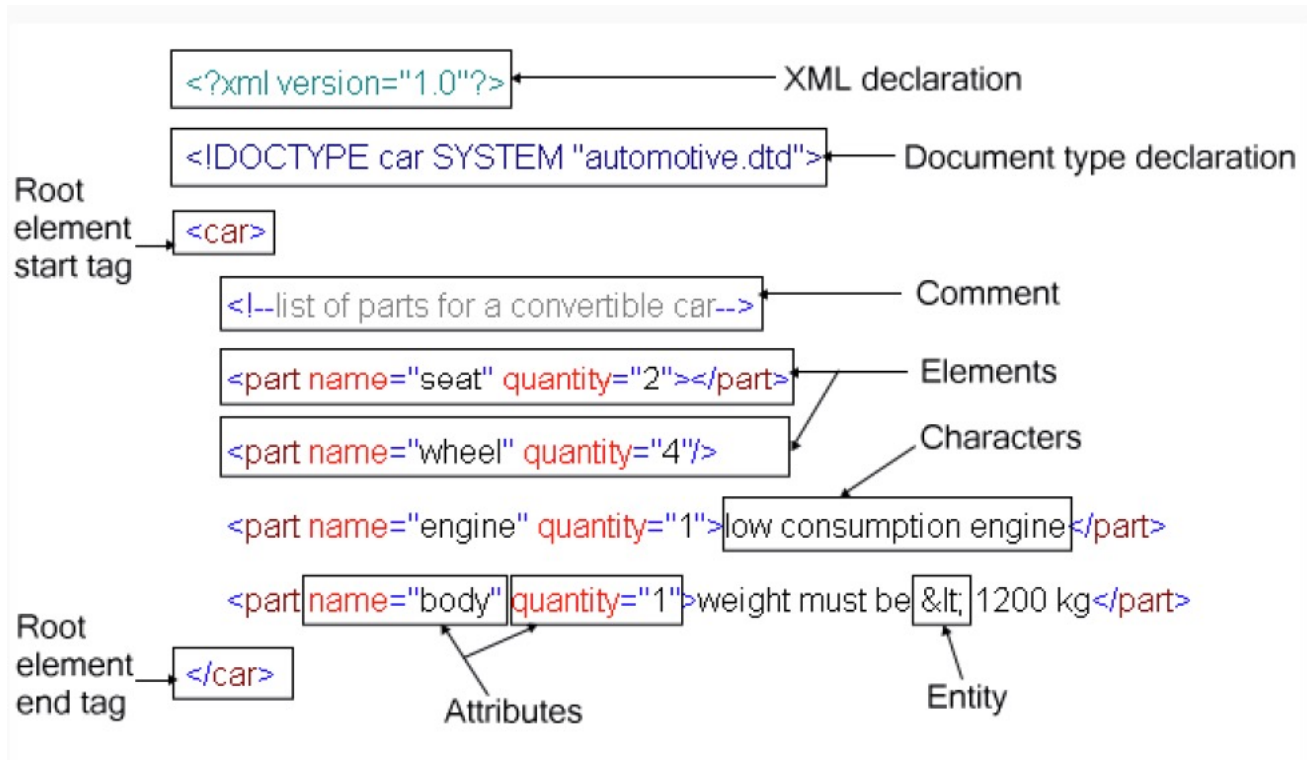 <?xml version="1.0"?>
XML declaration
<!DOCTYPE car SYSTEM "automotive.dtd">
Document type declaration
Root
element
start tag
<car>
<!--list of parts for a convertible car-->
Comment
<part name="seat" quantity="2"></part>
Elements
<part name="wheel" quantity="4"/>
Characters
<part name="engine" quantity="1">low consumption engine</part>
<part name="body" quantity="1">weight must be &lt; 1200 kg</part>
Root
element
end tag
</car>
Attributes
Entity